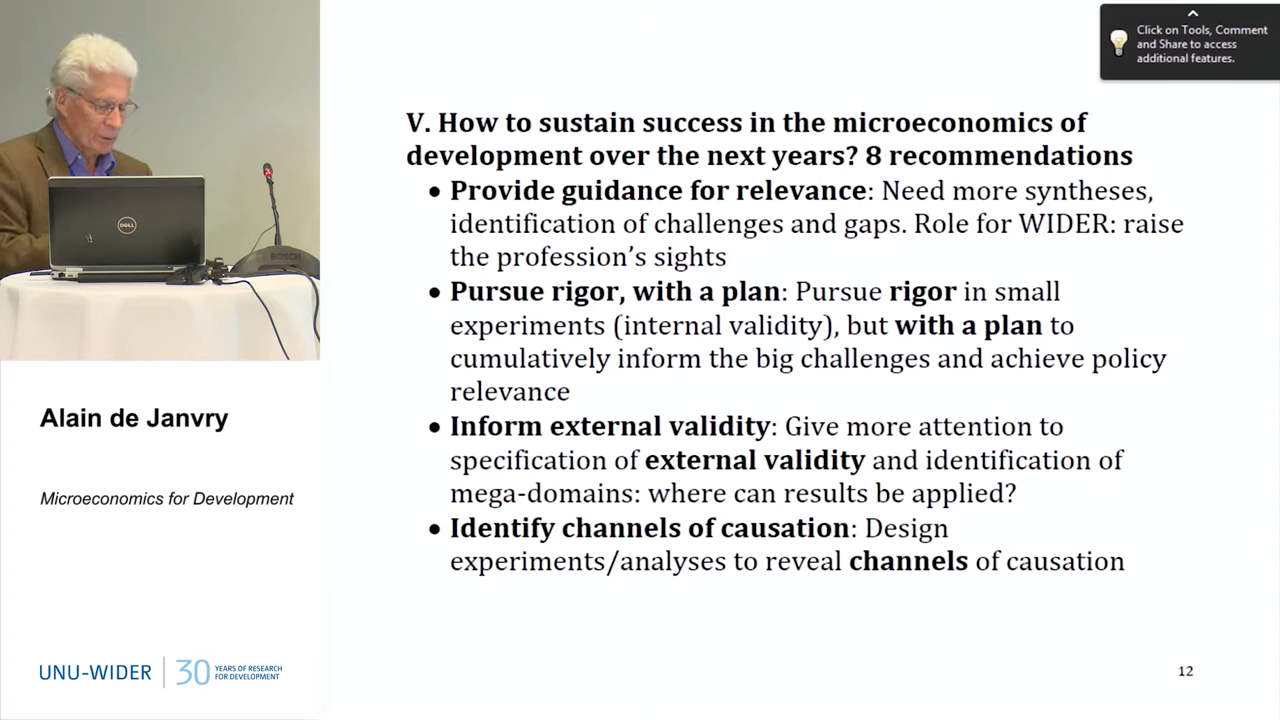 Click on Tools, Comment
and Share to access
additional features.
V. How to sustain success in the microeconomics of
development over the next years? 8 recommendations
• Provide guidance for relevance: Need more syntheses,
identification of challenges and gaps. Role for WIDER: raise
the profession's sights
• Pursue rigor, with a plan: Pursue rigor in small
experiments (internal validity), but with a plan to
cumulatively inform the big challenges and achieve policy
relevance
• Inform external validity: Give more attention to
specification of external validity and identification of
mega-domains: where can results be applied?
• Identify channels of causation: Design
experiments/analyses to reveal channels of causation
12
DELL
BOSCH
Alain de Janvry
Microeconomics for Development
UNU-WIDER
30 YEARS OF RESEARCH
FOR DEVELOPMENT